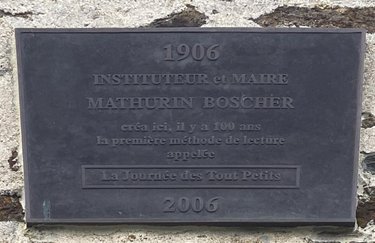 1906
INSTITUTEUR et MAIRE
MATHURIN BOSCHER
créa ici, il y a 100 ans
la première méthode de lecture
appelée
La Journée des Tout Petits
2006